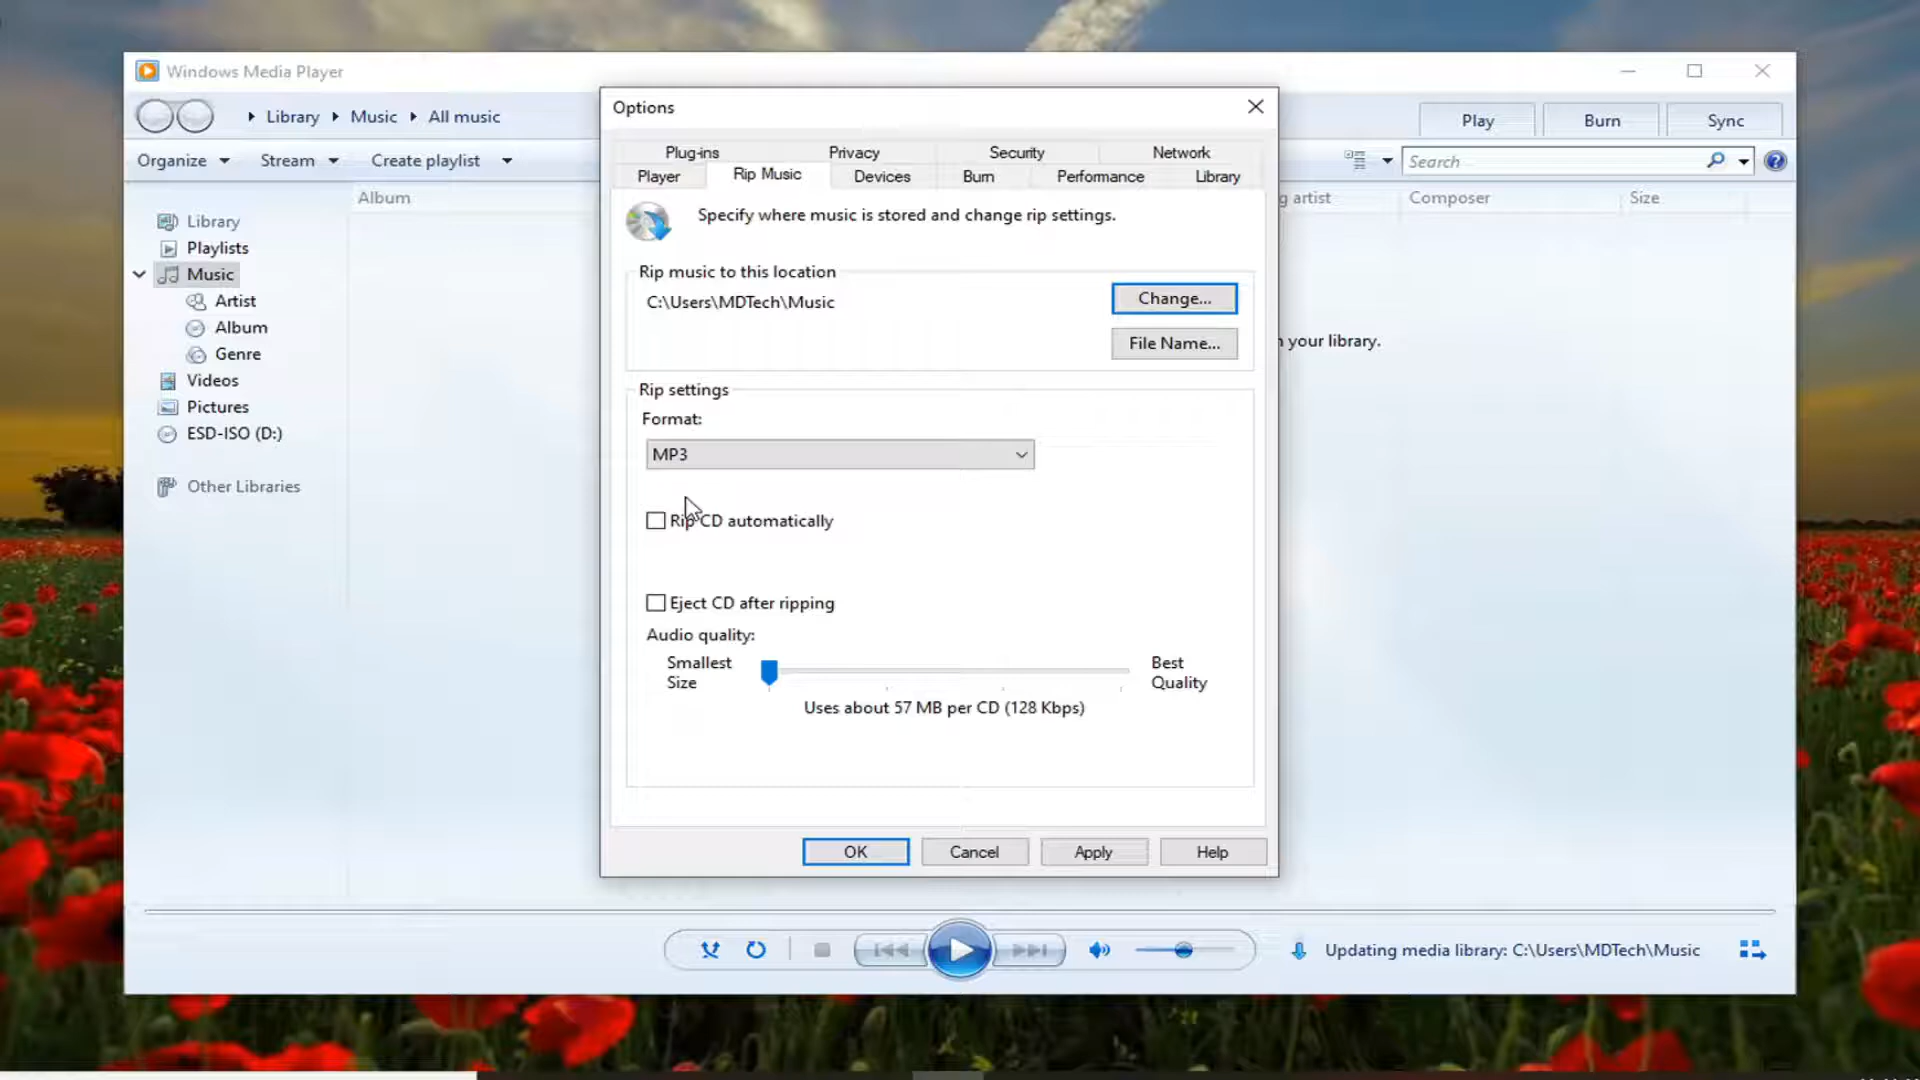 Windows Media Player
Library Music All music
Play Burn Sync
Organize Stream Create playlist
Search
Library
Playlists
Music
Artist
Album
Genre
Videos
Pictures
ESD-ISO (D:)
Other Libraries
Album
g artist Composer Size
n your library.
Options
Plug-ins Privacy Security Network
Player Rip Music Devices Burn Performance Library
Specify where music is stored and change rip settings.
Rip music to this location
C:\Users\MDTech\Music
Change...
File Name...
Rip settings
Format:
MP3
Rip CD automatically
Eject CD after ripping
Audio quality:
Smallest
Size
Best
Quality
Uses about 57 MB per CD (128 Kbps)
OK Cancel Apply Help
Updating media library: C:\Users\MDTech\Music